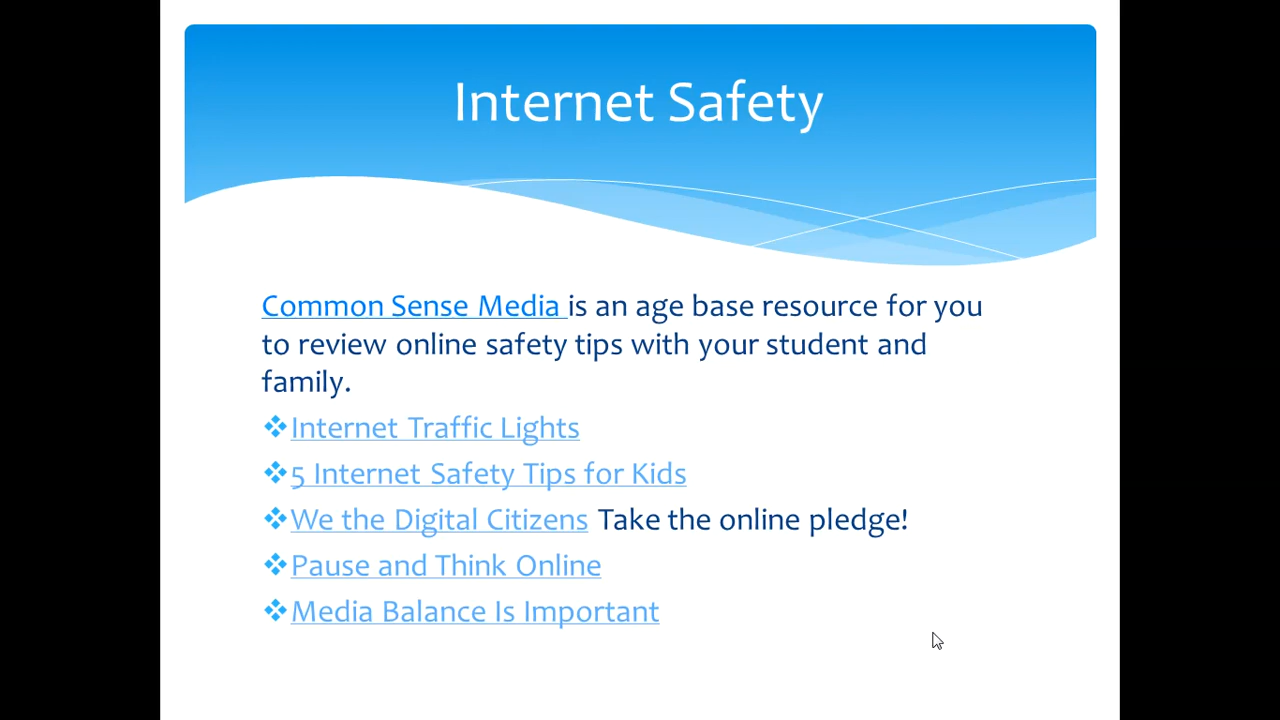 Internet Safety
Common Sense Media is an age base resource for you
to review online safety tips with your student and
family.
❖Internet Traffic Lights
❖5 Internet Safety Tips for Kids
❖We the Digital Citizens Take the online pledge!
❖Pause and Think Online
❖Media Balance Is Important